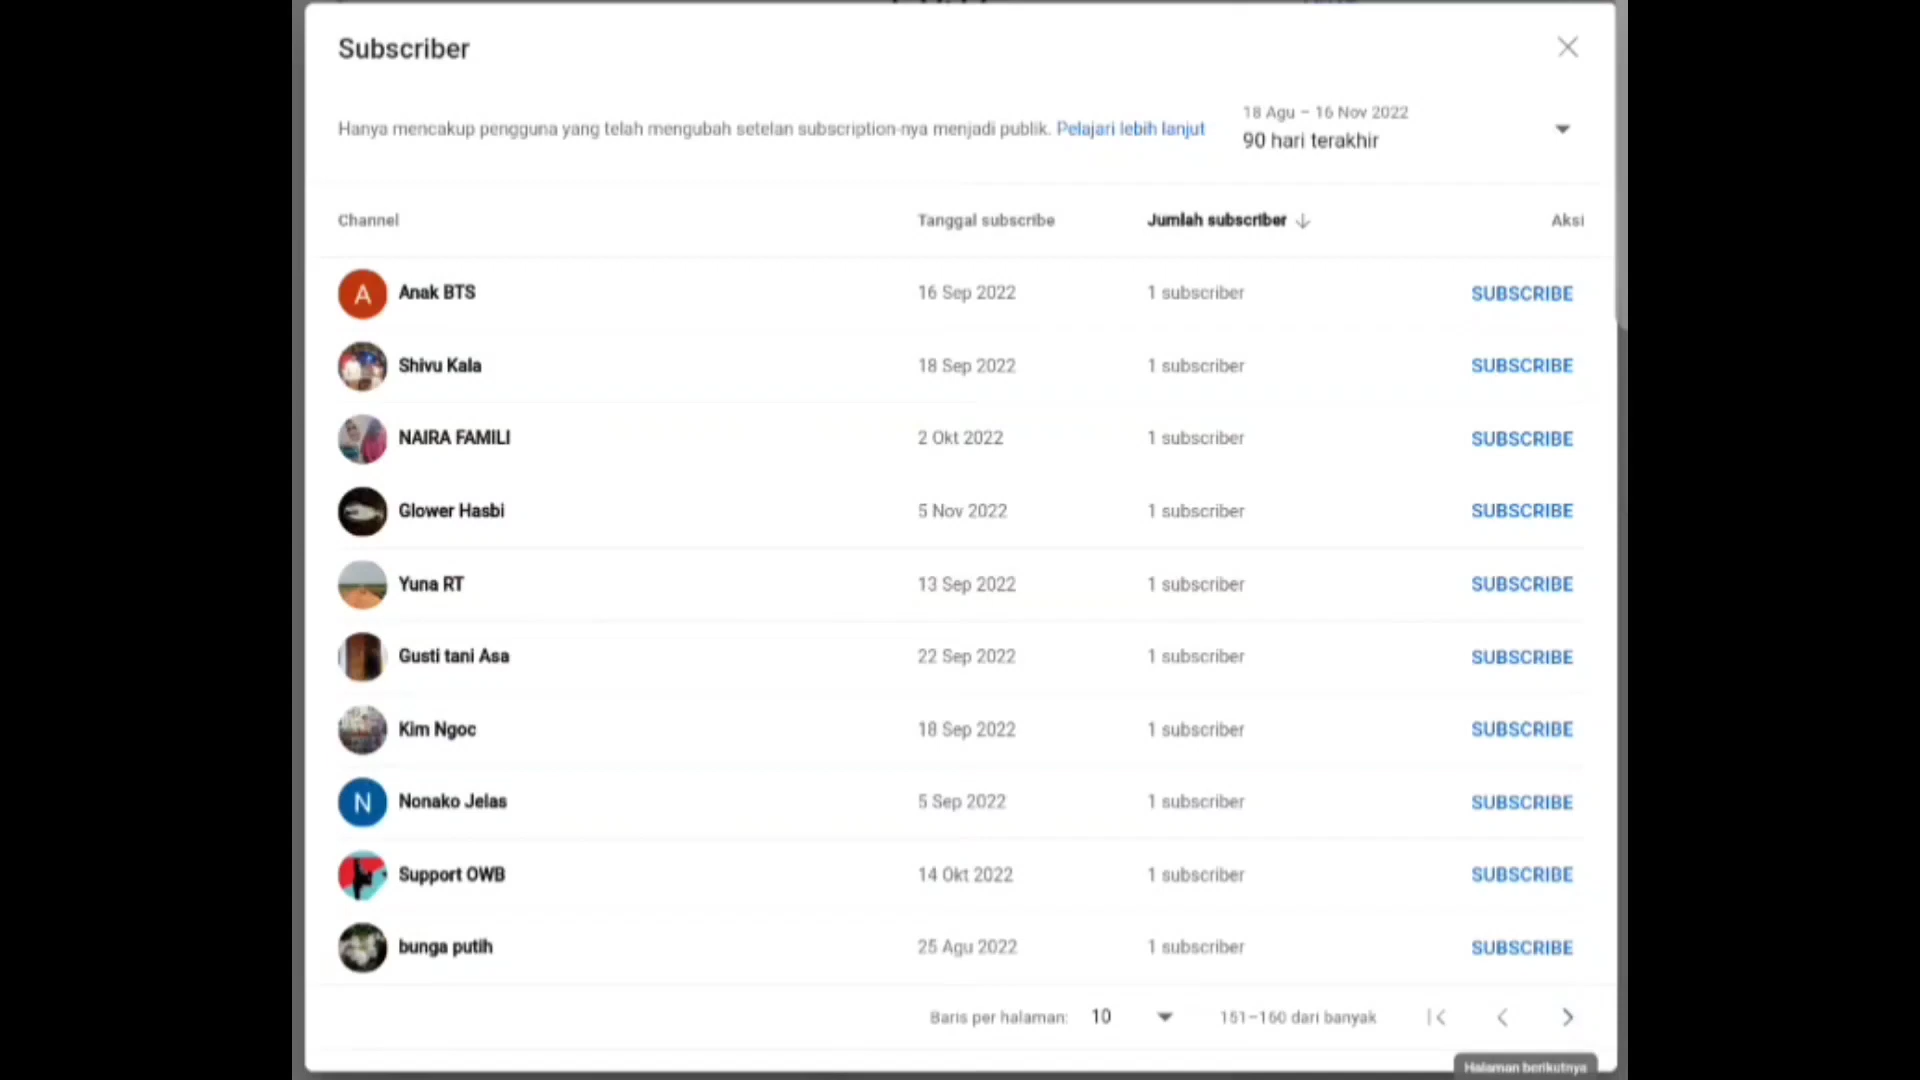 Subscriber
Hanya mencakup pengguna yang telah mengubah setelan subscription-nya menjadi publik. Pelajari lebih lanjut
18 Agu – 16 Nov 2022
90 hari terakhir
Channel Tanggal subscribe Jumlah subscriber Aksi
A Anak BTS 16 Sep 2022 1 subscriber SUBSCRIBE
Shivu Kala 18 Sep 2022 1 subscriber SUBSCRIBE
NAIRA FAMILI 2 Okt 2022 1 subscriber SUBSCRIBE
Glower Hasbi 5 Nov 2022 1 subscriber SUBSCRIBE
Yuna RT 13 Sep 2022 1 subscriber SUBSCRIBE
Gusti tani Asa 22 Sep 2022 1 subscriber SUBSCRIBE
Kim Ngoc 18 Sep 2022 1 subscriber SUBSCRIBE
N Nonako Jelas 5 Sep 2022 1 subscriber SUBSCRIBE
Support OWB 14 Okt 2022 1 subscriber SUBSCRIBE
bunga putih 25 Agu 2022 1 subscriber SUBSCRIBE
Baris per halaman: 10 151–160 dari banyak
Halaman berikutnya